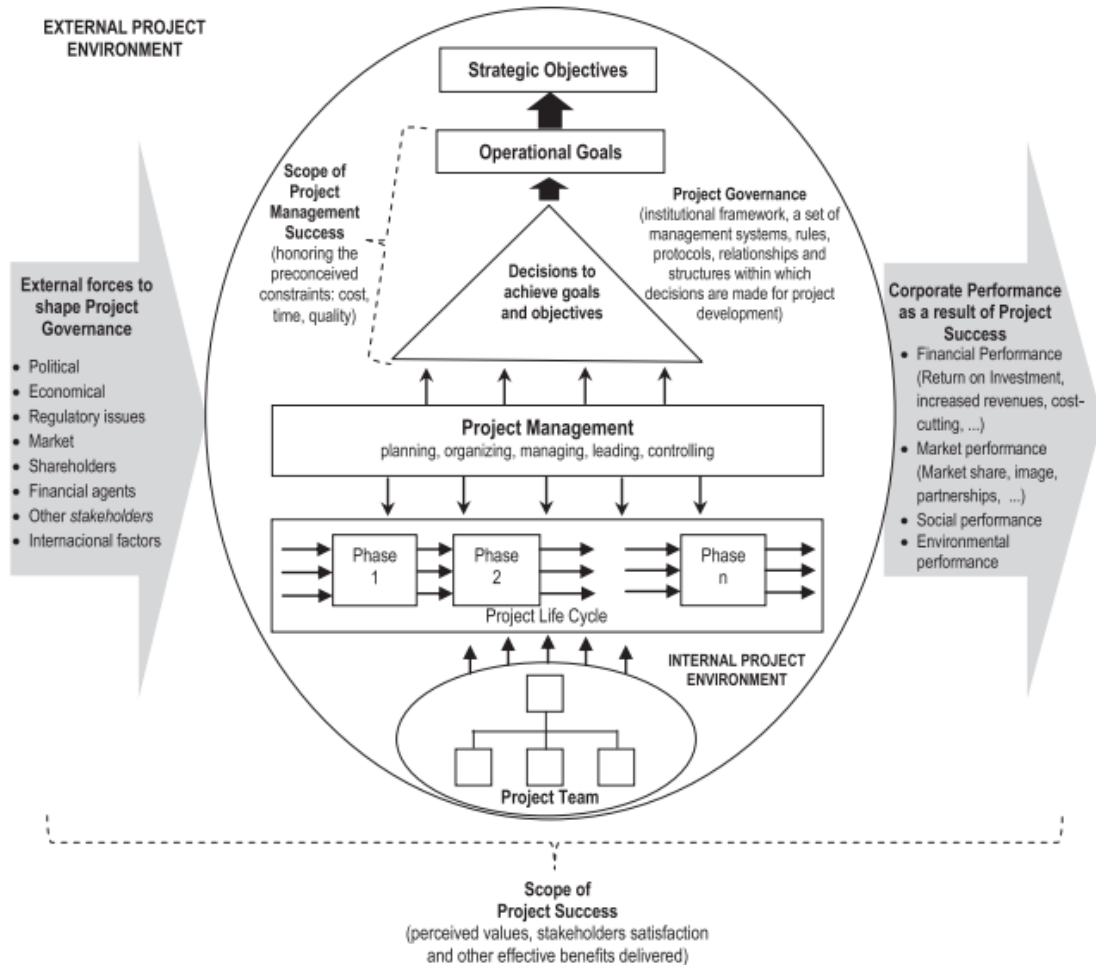 EXTERNAL PROJECT
ENVIRONMENT
Strategic Objectives
Operational Goals
Scope of
Project
Management
Success
(honoring the
preconceived
constraints: cost,
time, quality)
Project Governance
(institutional framework, a set of
management systems, rules,
protocols, relationships and
structures within which
decisions are made for project
development)
Decisions to
achieve goals
and objectives
External forces to
shape Project
Governance
• Political
• Economical
• Regulatory issues
• Market
• Shareholders
• Financial agents
• Other stakeholders
• Internacional factors
Corporate Performance
as a result of Project
Success
• Financial Performance
(Return on Investment,
increased revenues, cost-
cutting, ...)
• Market performance
(Market share, image,
partnerships, ...)
• Social performance
• Environmental
performance
Project Management
planning, organizing, managing, leading, controlling
Phase
1
Phase
2
Phase
n
Project Life Cycle
INTERNAL PROJECT
ENVIRONMENT
Project Team
Scope of
Project Success
(perceived values, stakeholders satisfaction
and other effective benefits delivered)